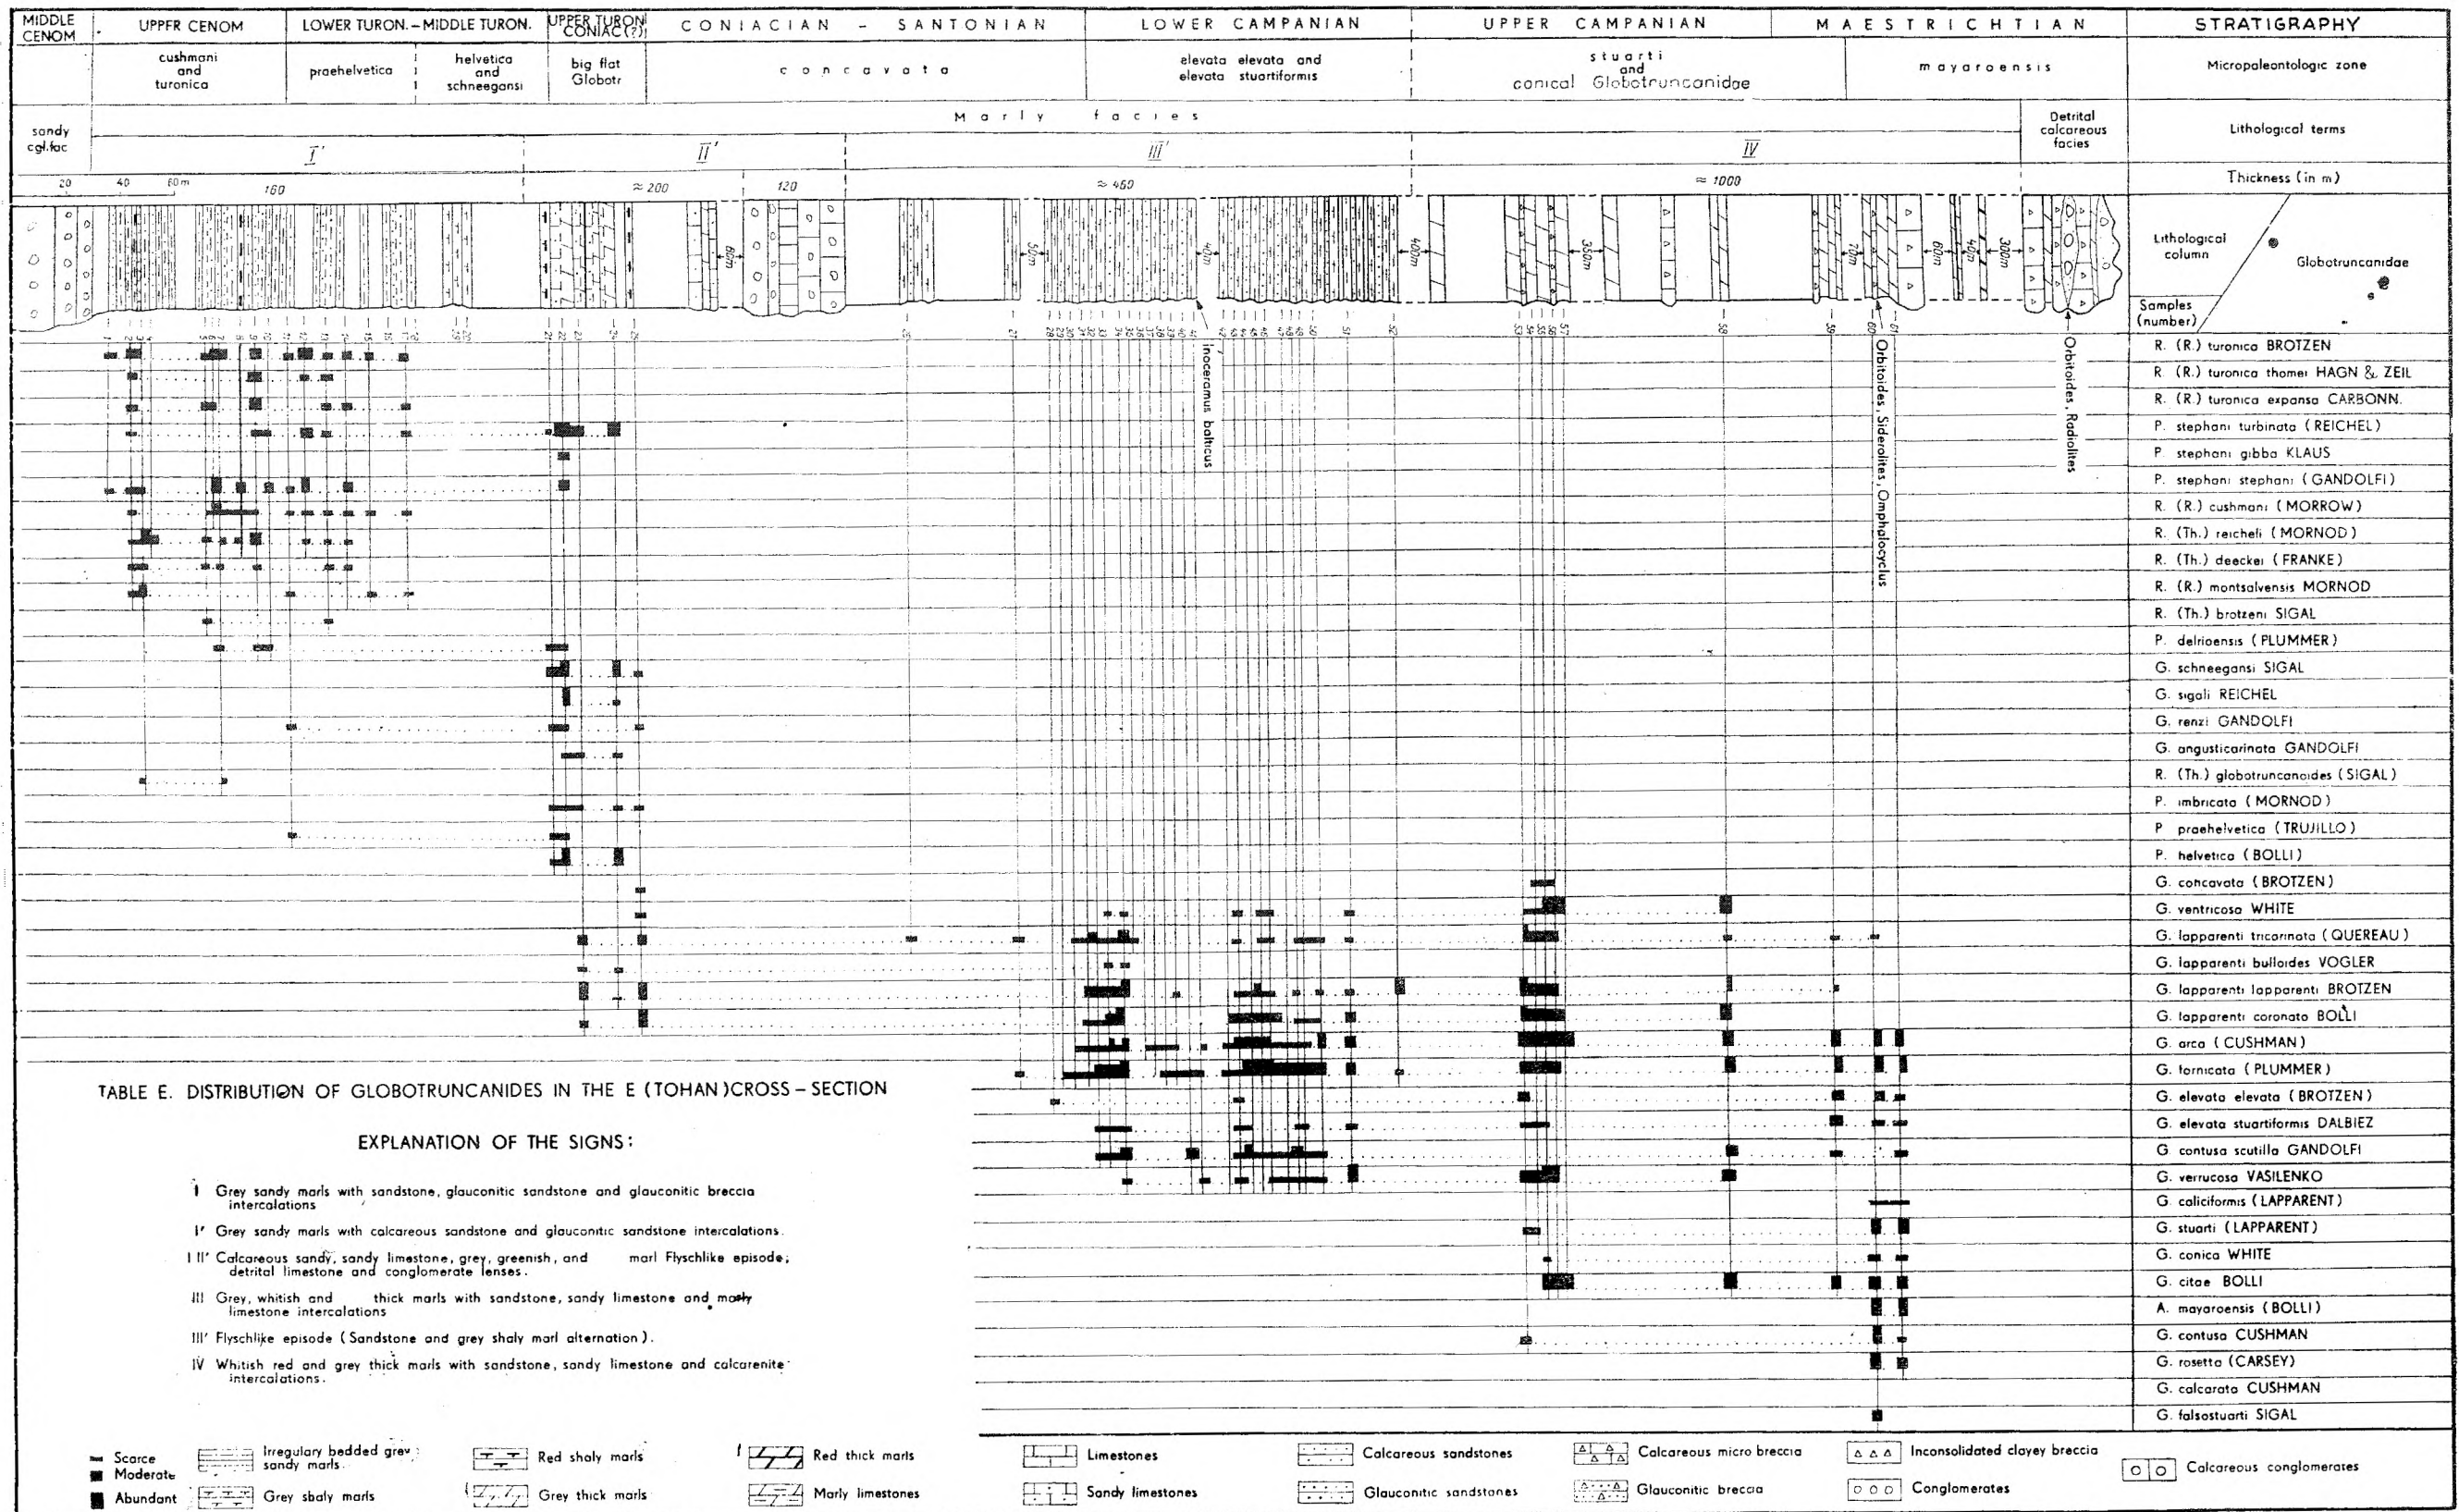 MIDDLE CENOM
UPPFR CENOM
LOWER TURON.-MIDDLE TURON.
UPPER TURON CONIAC(?)
CONIACIAN - SANTONIAN
LOWER CAMPANIAN
UPPER CAMPANIAN
MAESTRICHTIAN
STRATIGRAPHY
cushmani and turonica
praehelvetica
helvetica and schneegansi
big flat Globotr
concavata
elevata elevata and elevata stuartiformis
stuarti and conical Globotruncanidae
mayaroensis
Micropaleontologic zone
sandy cgl.fac
Marly facies
Detrital calcareous facies
Lithological terms
I'
II'
III'
IV
20
40
60m
160
≈ 200
120
≈ 460
≈ 1000
Thickness (in m)
60m
50m
40m
400m
350m
70m
60m
40m
300m
Lithological column
Globotruncanidae
Samples (number)
Inoceramus balticus
Orbitoides, Siderolites, Omphalocyclus
Orbitoides, Radiolites
R. (R.) turonica BROTZEN
R. (R.) turonica thomei HAGN & ZEIL
R. (R.) turonica expansa CARBONN.
P. stephani turbinata (REICHEL)
P. stephani gibba KLAUS
P. stephani stephani (GANDOLFI)
R. (R.) cushmani (MORROW)
R. (Th.) reicheli (MORNOD)
R. (Th.) deeckei (FRANKE)
R. (R.) montsalvensis MORNOD
R. (Th.) brotzeni SIGAL
P. delrioensis (PLUMMER)
G. schneegansi SIGAL
G. sigali REICHEL
G. renzi GANDOLFI
G. angusticarinata GANDOLFI
R. (Th.) globotruncanoides (SIGAL)
P. imbricata (MORNOD)
P praehelvetica (TRUJILLO)
P. helvetica (BOLLI)
G. concavata (BROTZEN)
G. ventricosa WHITE
G. lapparenti tricarinata (QUEREAU)
G. lapparenti bulloides VOGLER
G. lapparenti lapparenti BROTZEN
G. lapparenti coronato BOLLI
G. arca (CUSHMAN)
G. fornicata (PLUMMER)
G. elevata elevata (BROTZEN)
G. elevata stuartiformis DALBIEZ
G. contusa scutilla GANDOLFI
G. verrucosa VASILENKO
G. caliciformis (LAPPARENT)
G. stuarti (LAPPARENT)
G. conica WHITE
G. citae BOLLI
A. mayaroensis (BOLLI)
G. contusa CUSHMAN
G. rosetta (CARSEY)
G. calcarata CUSHMAN
G. falsostuarti SIGAL
TABLE E. DISTRIBUTION OF GLOBOTRUNCANIDES IN THE E (TOHAN) CROSS-SECTION
EXPLANATION OF THE SIGNS:
I Grey sandy marls with sandstone, glauconitic sandstone and glauconitic breccia
intercalations
I' Grey sandy marls with calcareous sandstone and glauconitic sandstone intercalations.
I II' Calcareous sandy, sandy limestone, grey, greenish, and marl Flyschlike episode;
detrital limestone and conglomerate lenses.
III Grey, whitish and thick marls with sandstone, sandy limestone and marly
limestone intercalations
III' Flyschlike episode (Sandstone and grey shaly marl alternation).
IV Whitish red and grey thick marls with sandstone, sandy limestone and calcarenite
intercalations.
Scarce
Moderate
Abundant
Irregulary bedded grey sandy marls.
Grey shaly marls
Red shaly marls
Grey thick marls
Red thick marls
Marly limestones
Limestones
Sandy limestones
Calcareous sandstones
Glauconitic sandstones
Calcareous micro breccia
Glauconitic breccia
Inconsolidated clayey breccia
Conglomerates
Calcareous conglomerates